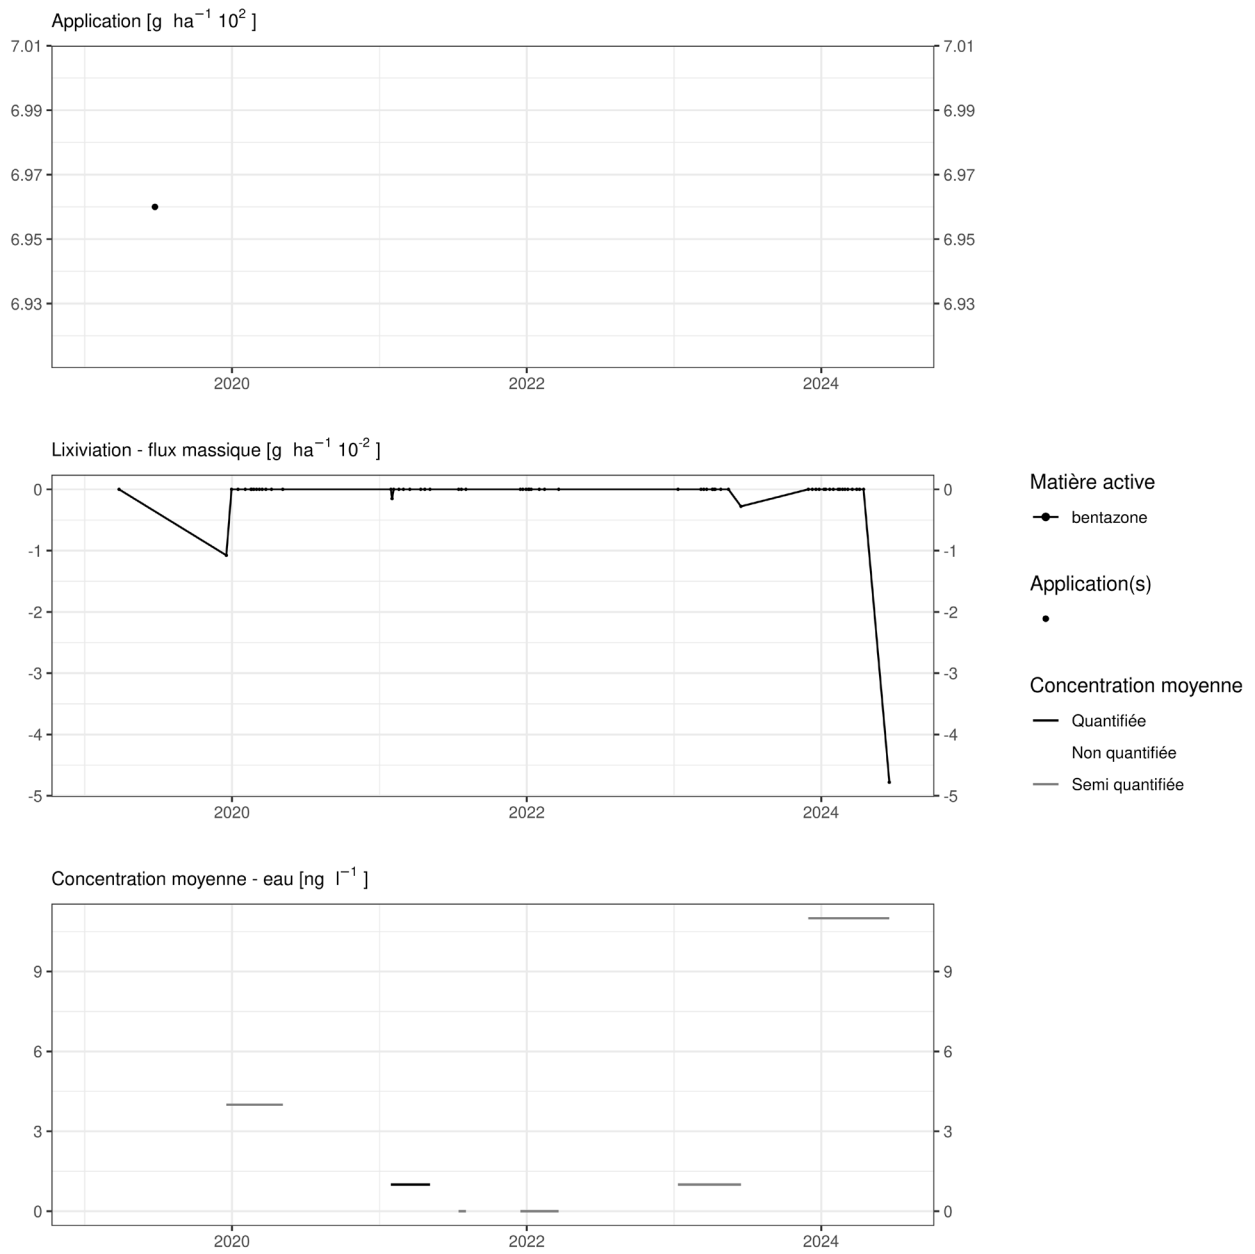 Application [g  ha⁻¹ 10² ]
7.01 7.01
6.99 6.99
6.97 6.97
6.95 6.95
6.93 6.93
2020 2022 2024
Lixiviation - flux massique [g  ha⁻¹ 10⁻² ]
0 0
-1 -1
-2 -2
-3 -3
-4 -4
-5 -5
2020 2022 2024
Matière active
bentazone
Application(s)
Concentration moyenne
Quantifiée
Non quantifiée
Semi quantifiée
Concentration moyenne - eau [ng  l⁻¹ ]
9 9
6 6
3 3
0 0
2020 2022 2024